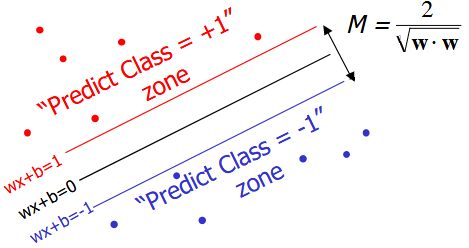 M = 2 / √(w · w)
“Predict Class = +1”
zone
wx+b=1
wx+b=0
wx+b=-1
“Predict Class = -1”
zone